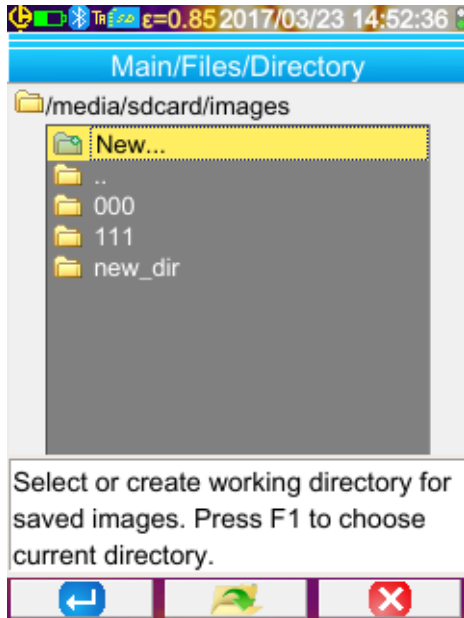 ε=0.85 2017/03/23 14:52:36
Main/Files/Directory
/media/sdcard/images
New...
..
000
111
new_dir
Select or create working directory for
saved images. Press F1 to choose
current directory.